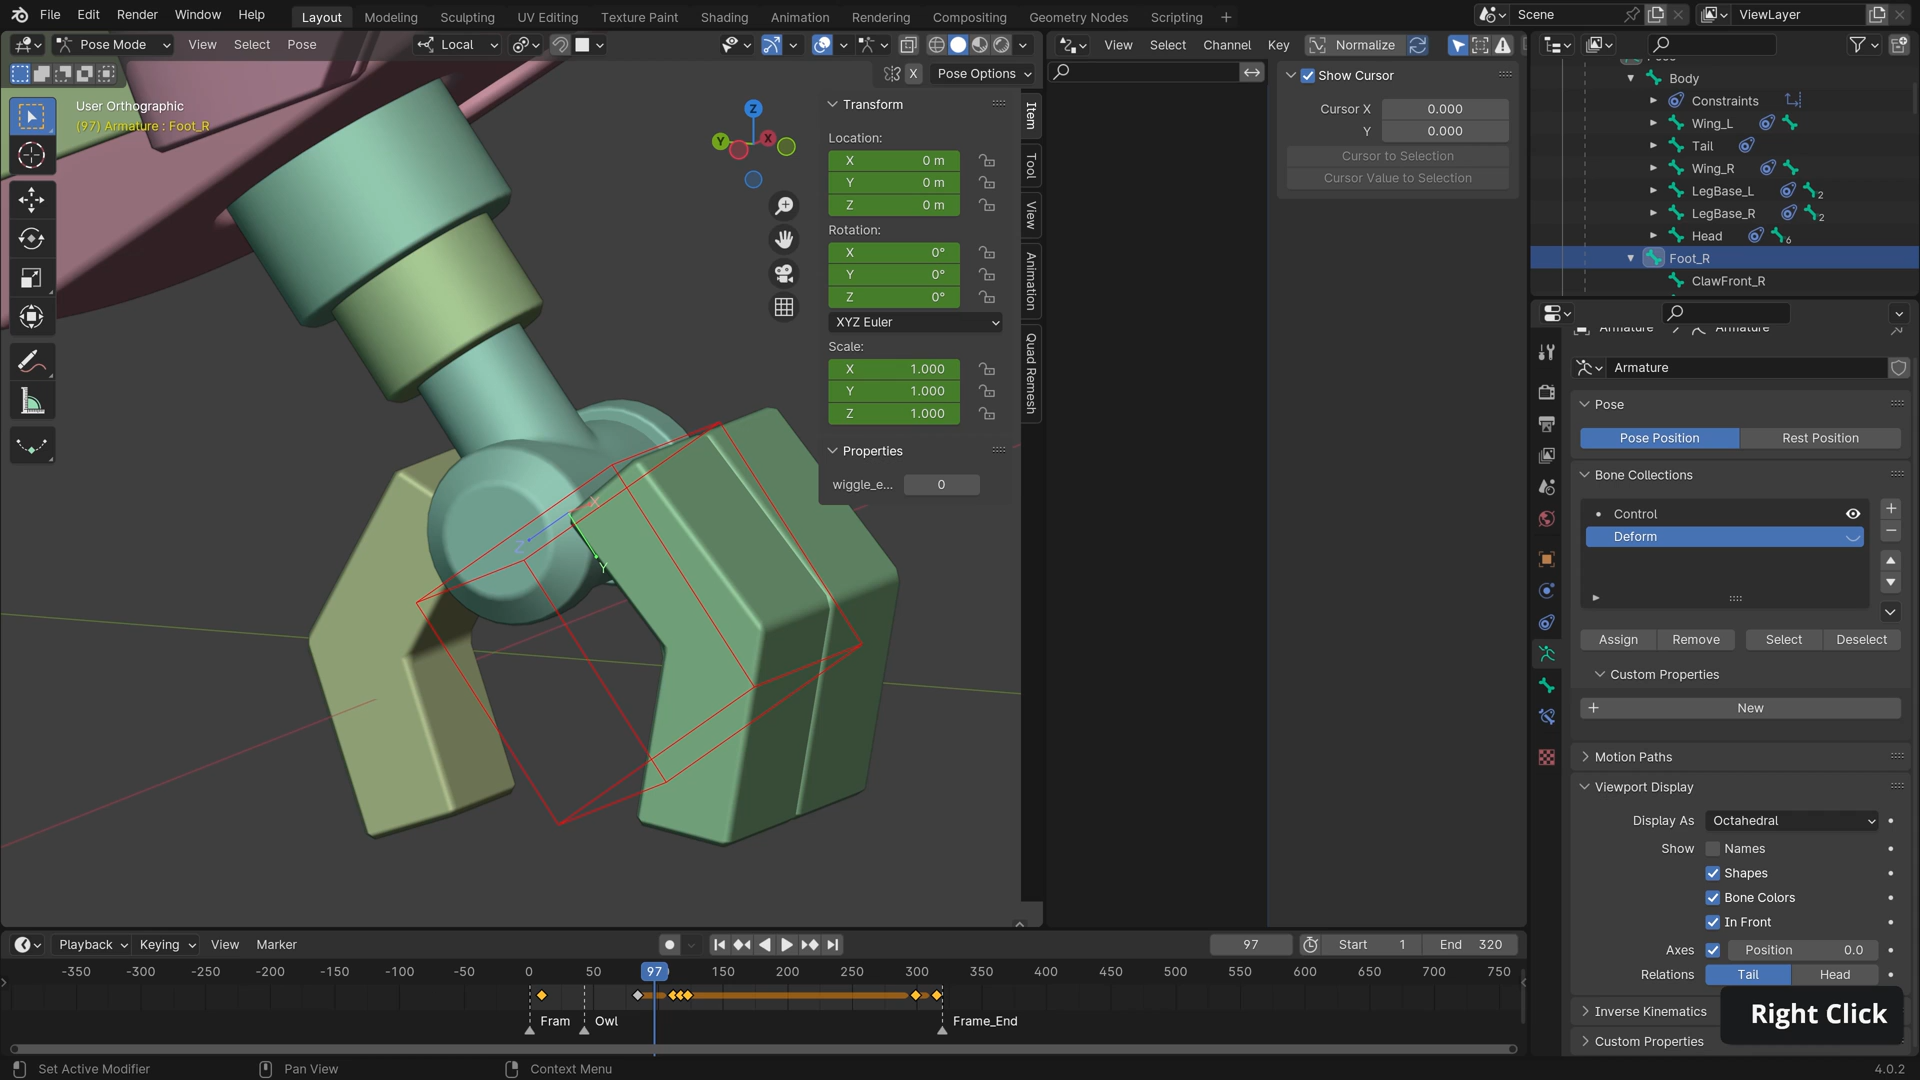 File Edit Render Window Help Layout Modeling Sculpting UV Editing Texture Paint Shading Animation Rendering Compositing Geometry Nodes Scripting + Scene ViewLayer
Pose Mode View Select Pose Local View Select Channel Key Normalize
X Pose Options
User Orthographic
(97) Armature : Foot_R
Z
Y
X
Transform
Location:
X 0 m
Y 0 m
Z 0 m
Rotation:
X 0°
Y 0°
Z 0°
XYZ Euler
Scale:
X 1.000
Y 1.000
Z 1.000
Properties
wiggle_e... 0
Item
Tool
View
Animation
Quad Remesh
X
Z
Y
Show Cursor
Cursor X 0.000
Y 0.000
Cursor to Selection
Cursor Value to Selection
Body
Constraints
Wing_L
Tail
Wing_R
LegBase_L 2
LegBase_R 2
Head 6
Foot_R
ClawFront_R
Armature Armature
Armature
Pose
Pose Position Rest Position
Bone Collections
Control
Deform
Assign Remove Select Deselect
Custom Properties
+ New
Motion Paths
Viewport Display
Display As Octahedral
Show Names
Shapes
Bone Colors
In Front
Axes Position 0.0
Relations Tail Head
Inverse Kinematics
Custom Properties
Right Click
Playback Keying View Marker 97 Start 1 End 320
-350 -300 -250 -200 -150 -100 -50 0 50 97 150 200 250 300 350 400 450 500 550 600 650 700 750
Fram Owl Frame_End
Set Active Modifier Pan View Context Menu 4.0.2